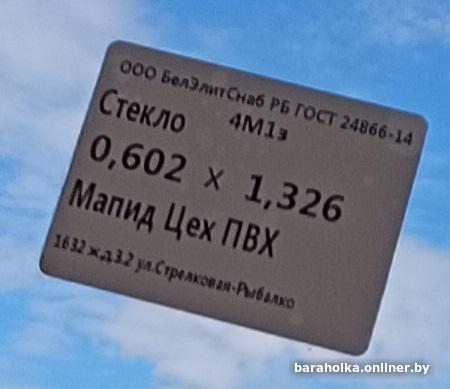 ООО БелЭлитСнаб РБ ГОСТ 24866-14
Стекло 4М1з
0,602 x 1,326
Мапид Цех ПВХ
1632 ж.д3.2 ул.Стрелковая-Рыбалко
baraholka.onliner.by